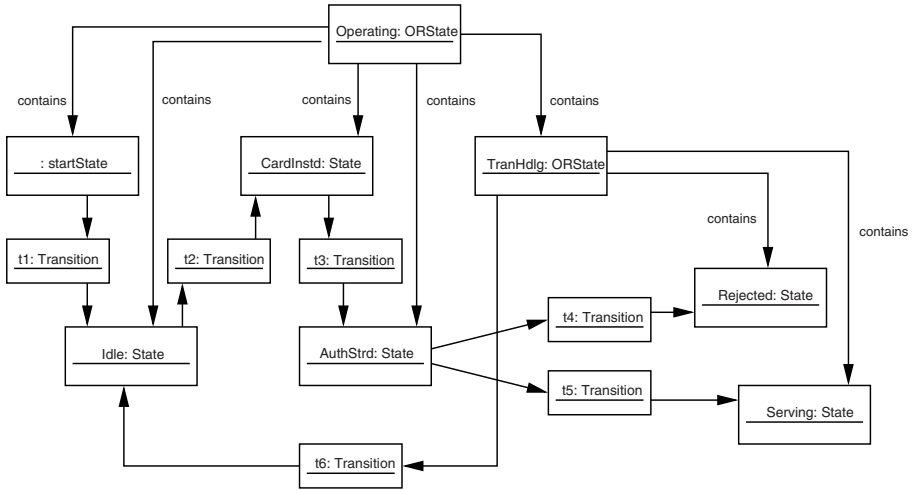 Operating: ORState
contains
contains
contains
contains
contains
: startState
CardInstd: State
TranHdlg: ORState
contains
contains
t1: Transition
t2: Transition
t3: Transition
Rejected: State
t4: Transition
Idle: State
AuthStrd: State
t5: Transition
Serving: State
t6: Transition